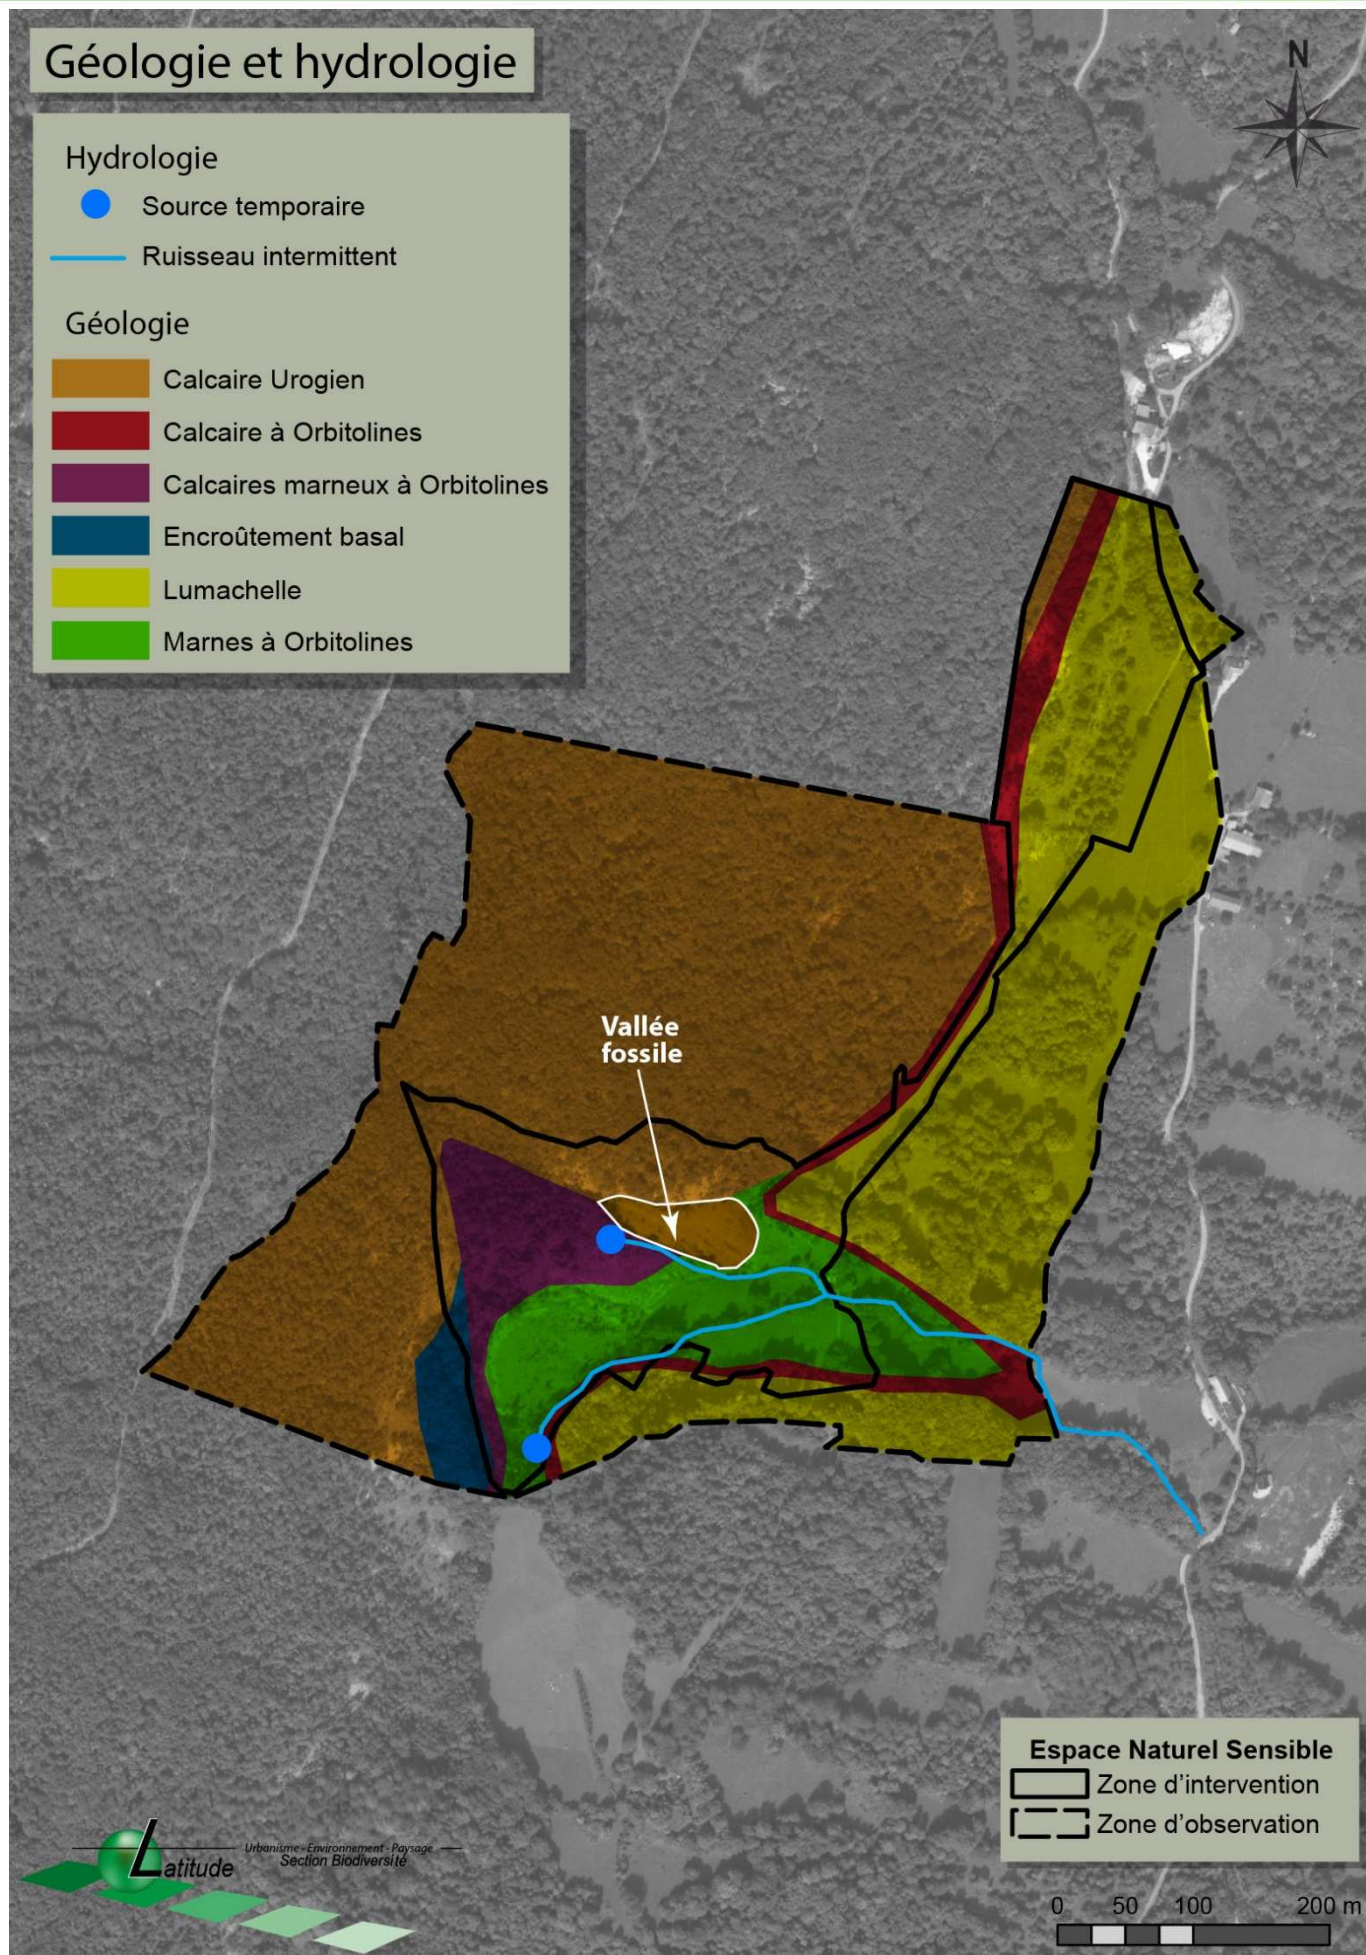 Géologie et hydrologie
N
Hydrologie
Source temporaire
Ruisseau intermittent
Géologie
Calcaire Urogien
Calcaire à Orbitolines
Calcaires marneux à Orbitolines
Encroûtement basal
Lumachelle
Marnes à Orbitolines
Vallée
fossile
Espace Naturel Sensible
Zone d'intervention
Zone d'observation
Urbanisme - Environnement - Paysage
Section Biodiversité
Latitude
0 50 100 200 m